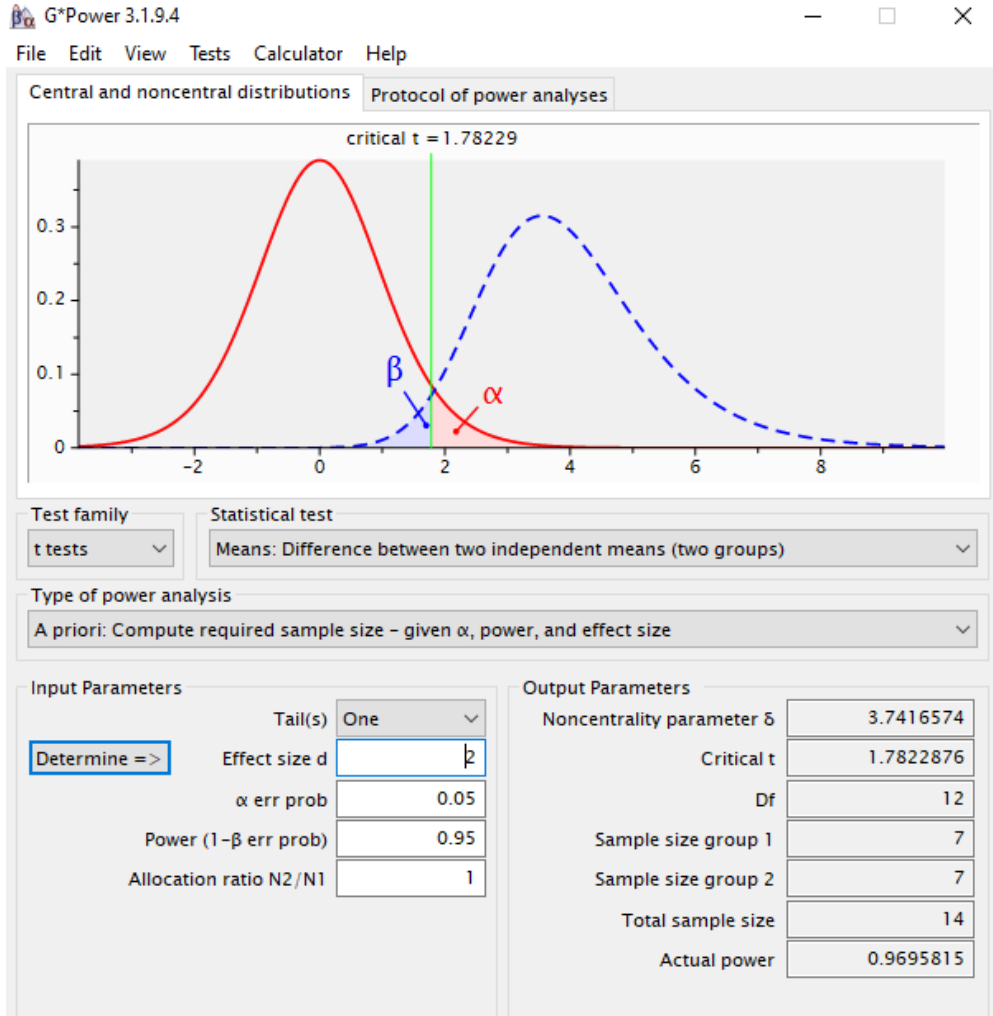 G*Power 3.1.9.4
File Edit View Tests Calculator Help
Central and noncentral distributions Protocol of power analyses
critical t = 1.78229
0.3
0.2
0.1
0
β
α
-2 0 2 4 6 8
Test family Statistical test
t tests Means: Difference between two independent means (two groups)
Type of power analysis
A priori: Compute required sample size - given α, power, and effect size
Input Parameters Output Parameters
Tail(s) One Noncentrality parameter δ 3.7416574
Determine => Effect size d 2 Critical t 1.7822876
α err prob 0.05 Df 12
Power (1-β err prob) 0.95 Sample size group 1 7
Allocation ratio N2/N1 1 Sample size group 2 7
Total sample size 14
Actual power 0.9695815